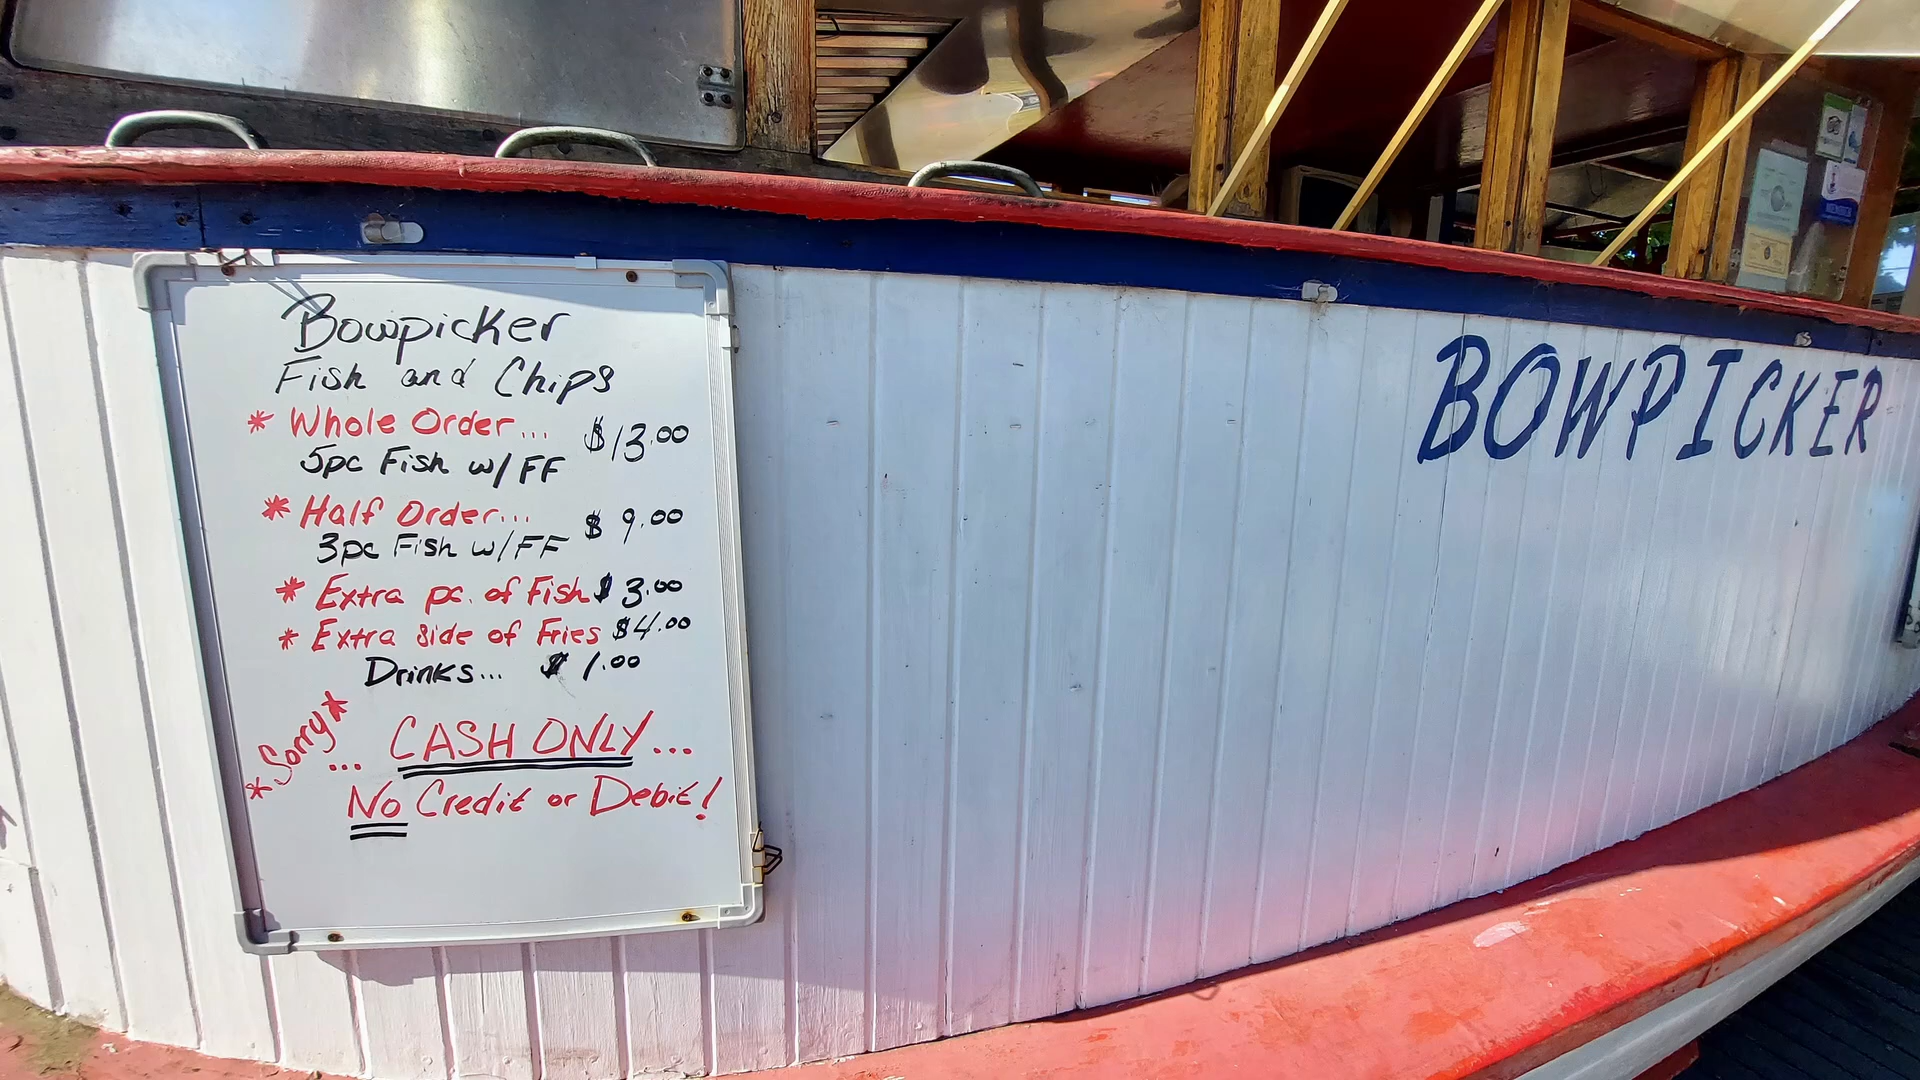 Bowpicker
Fish and Chips
* Whole Order... $13.00
5pc Fish w/FF
* Half Order... $9.00
3pc Fish w/FF
* Extra pc. of Fish $3.00
* Extra Side of Fries $4.00
Drinks... $1.00
*Sorry*
... CASH ONLY...
No Credit or Debit!
BOWPICKER